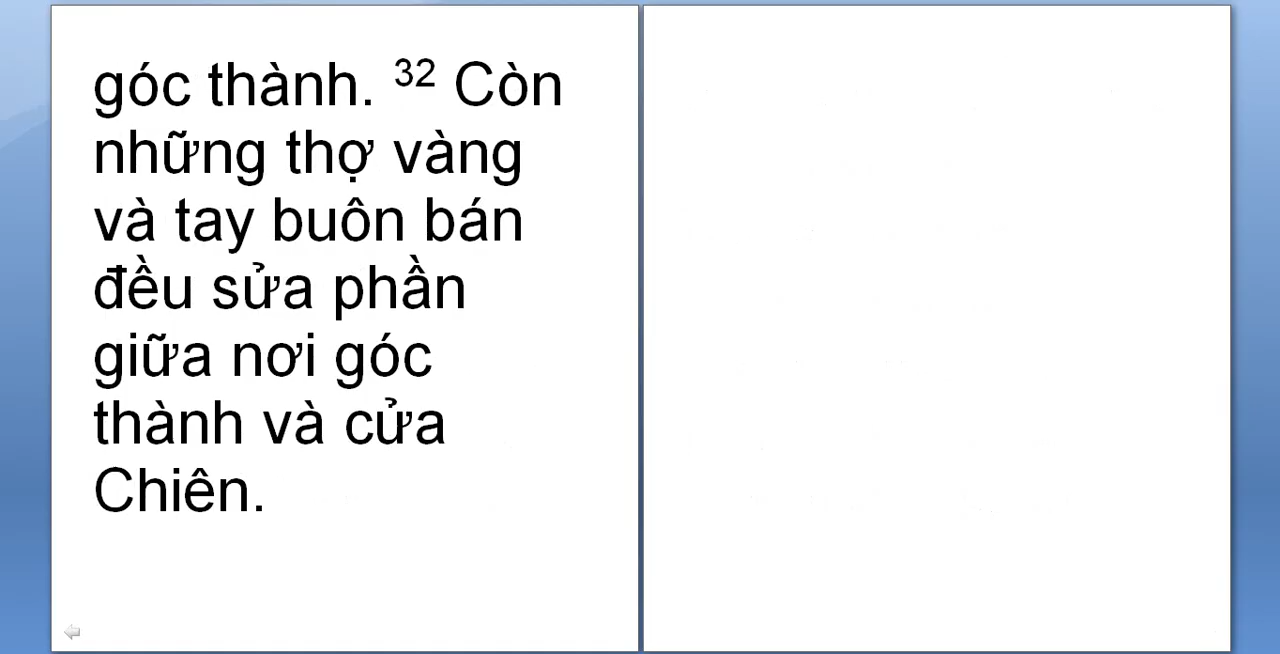 góc thành. 32 Còn
những thợ vàng
và tay buôn bán
đều sửa phần
giữa nơi góc
thành và cửa
Chiên.